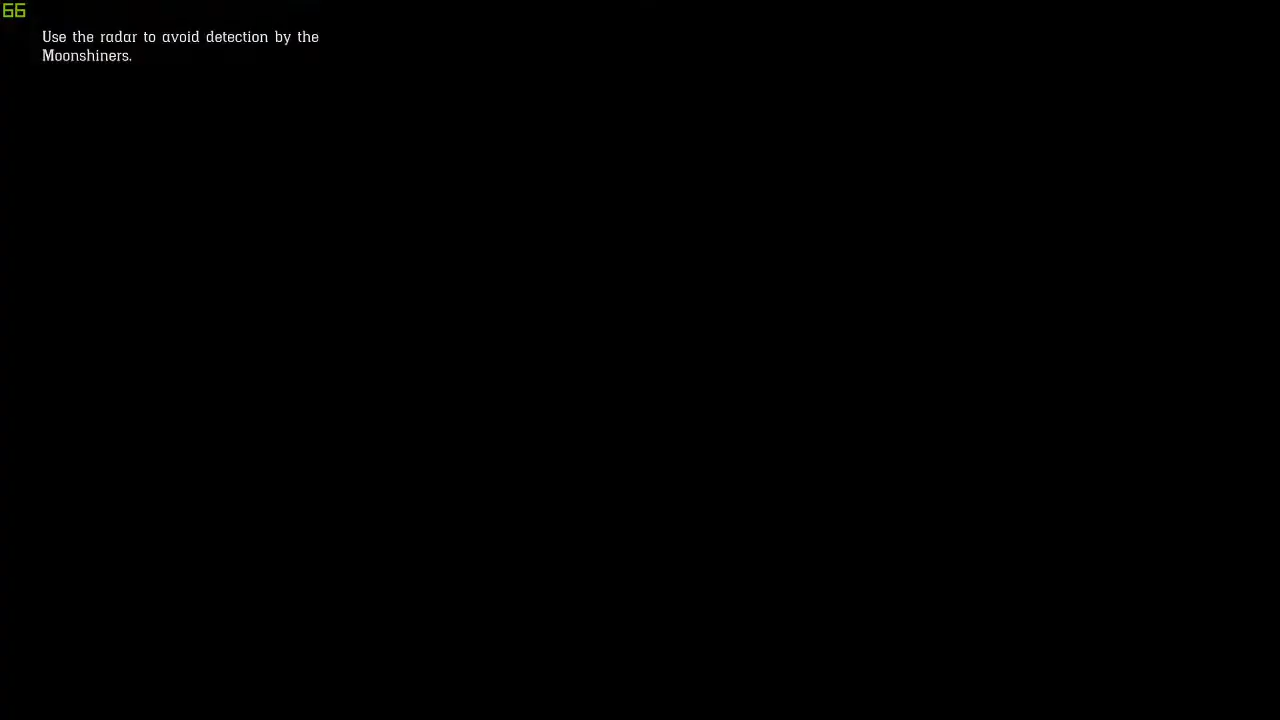 66
Use the radar to avoid detection by the
Moonshiners.